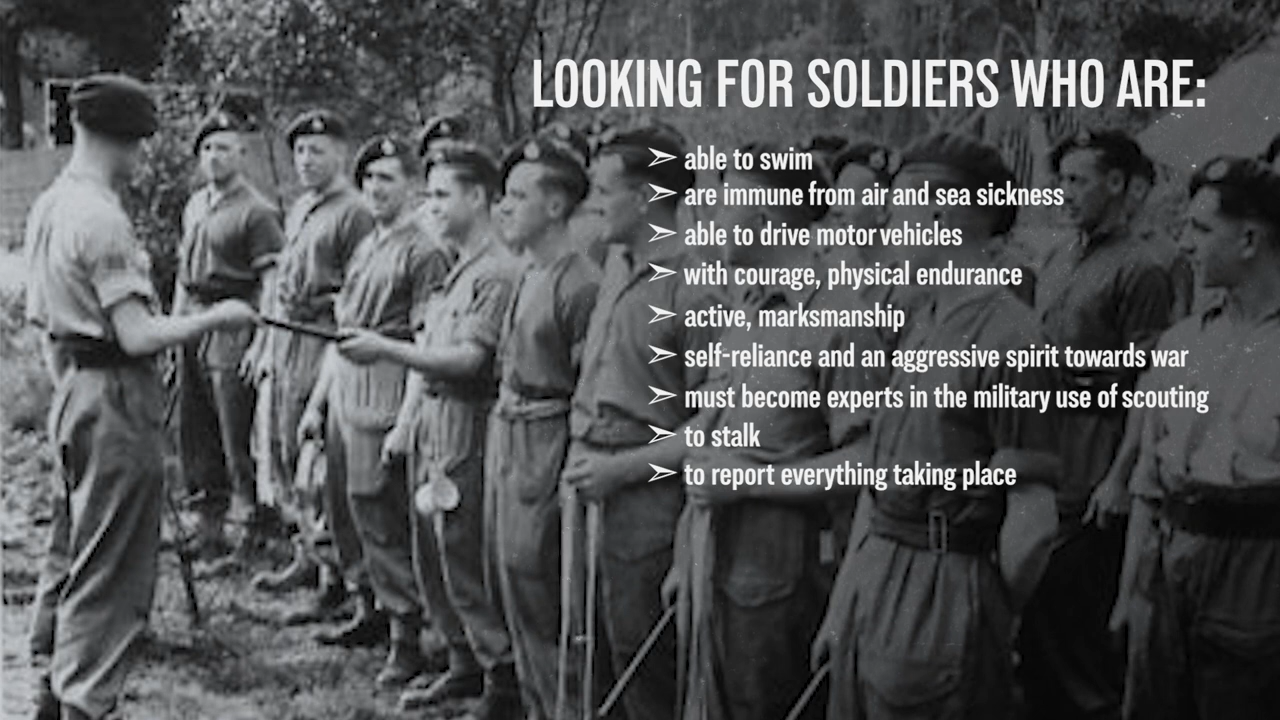 LOOKING FOR SOLDIERS WHO ARE:
➢ able to swim
➢ are immune from air and sea sickness
➢ able to drive motor vehicles
➢ with courage, physical endurance
➢ active, marksmanship
➢ self-reliance and an aggressive spirit towards war
➢ must become experts in the military use of scouting
➢ to stalk
➢ to report everything taking place